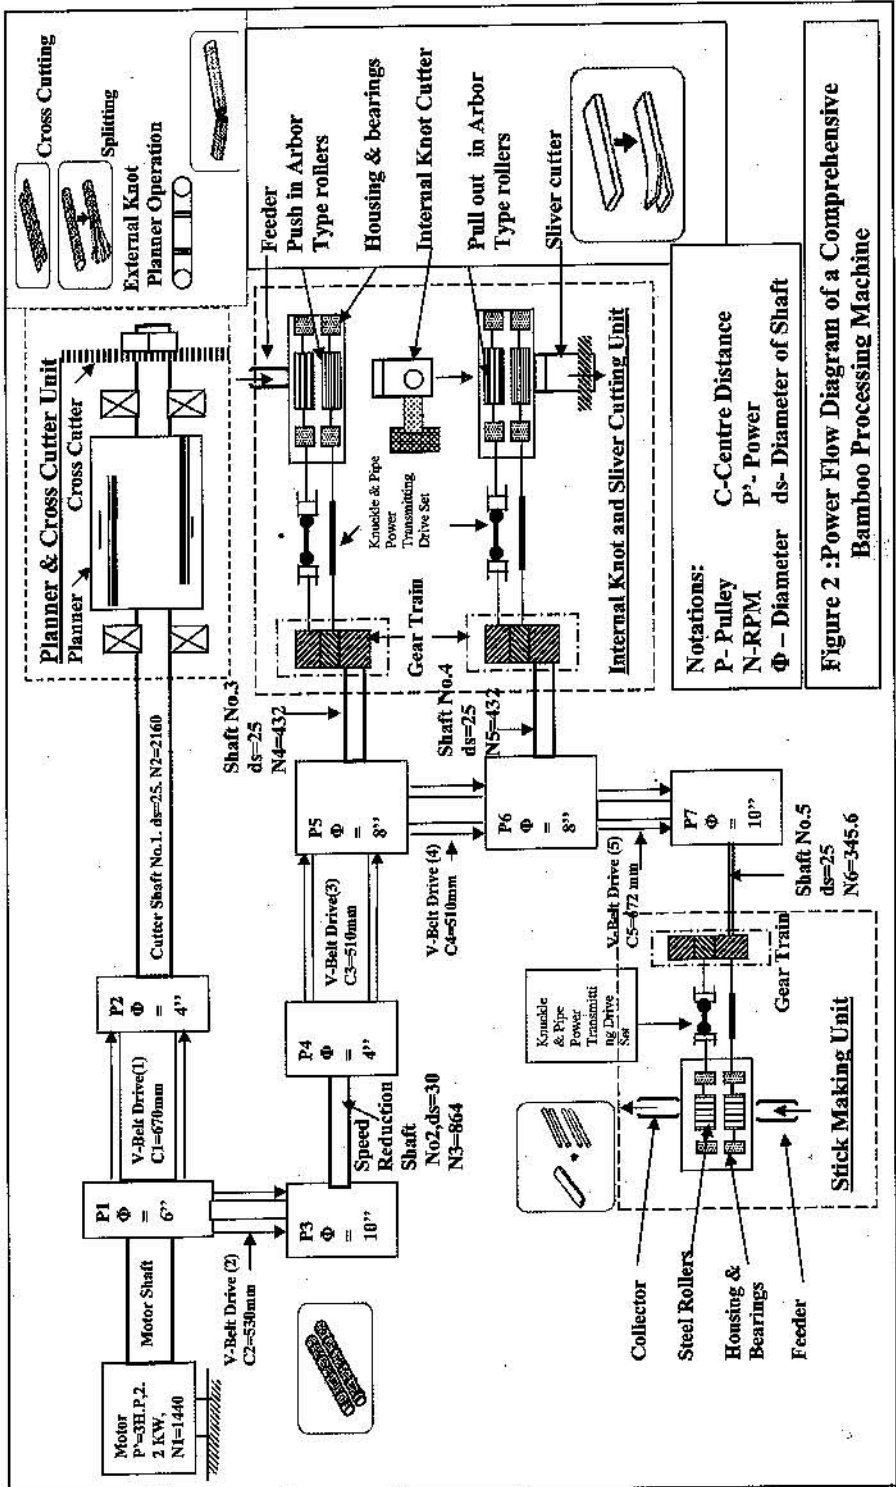 Motor
P'=3H.P,2.
2 KW,
N1=1440
Motor Shaft
P1
Φ
=
6”
V-Belt Drive(1)
C1=670mm
P2
Φ
=
4”
Cutter Shaft No.1. ds=25. N2=2160
Planner & Cross Cutter Unit
Planner
Cross Cutter
Cross Cutting
Splitting
External Knot
Planner Operation
V-Belt Drive (2)
C2=530mm
P3
Φ
=
10”
Speed
Reduction
Shaft
No2,ds=30
N3=864
P4
Φ
=
4”
V-Belt Drive(3)
C3=510mm
P5
Φ
=
8”
Shaft No.3
ds=25
N4=432
Feeder
Push in Arbor
Type rollers
Housing & bearings
Internal Knot Cutter
Pull out in Arbor
Type rollers
Sliver cutter
Knuckle & Pipe
Power
Transmitting
Drive Set
Gear Train
V-Belt Drive (4)
C4=510mm
P6
Φ
=
8”
Shaft No.4
ds=25
N5=432
Internal Knot and Sliver Cutting Unit
V-Belt Drive (5)
C5=672 mm
P7
Φ
=
10”
Shaft No.5
ds=25
N6=345.6
Knuckle
& Pipe
Power
Transmitti
ng Drive
Set
Gear Train
Collector
Steel Rollers
Housing &
Bearings
Feeder
Stick Making Unit
Notations:
P- Pulley C-Centre Distance
N-RPM P’- Power
Φ – Diameter ds- Diameter of Shaft
Figure 2 :Power Flow Diagram of a Comprehensive
Bamboo Processing Machine